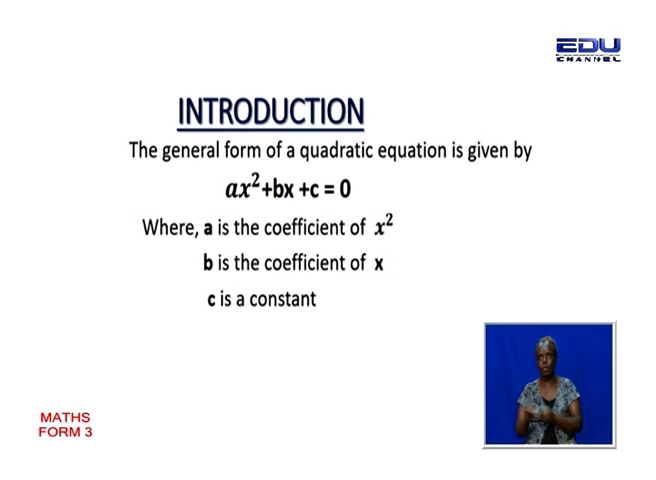 EDU
CHANNEL
INTRODUCTION
The general form of a quadratic equation is given by
ax²+bx +c = 0
Where, a is the coefficient of x²
b is the coefficient of x
c is a constant
MATHS
FORM 3